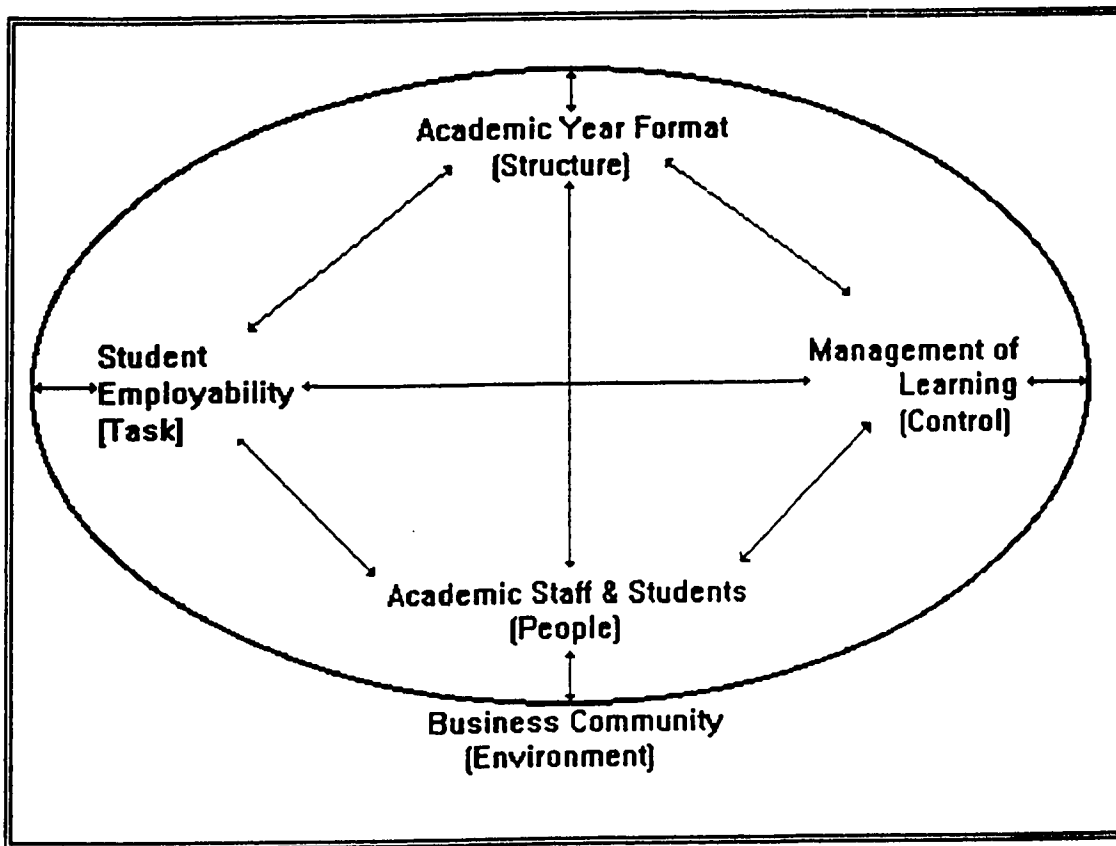 Academic Year Format
(Structure)
Student
Employability
[Task]
Management of
Learning
(Control)
Academic Staff & Students
(People)
Business Community
(Environment)